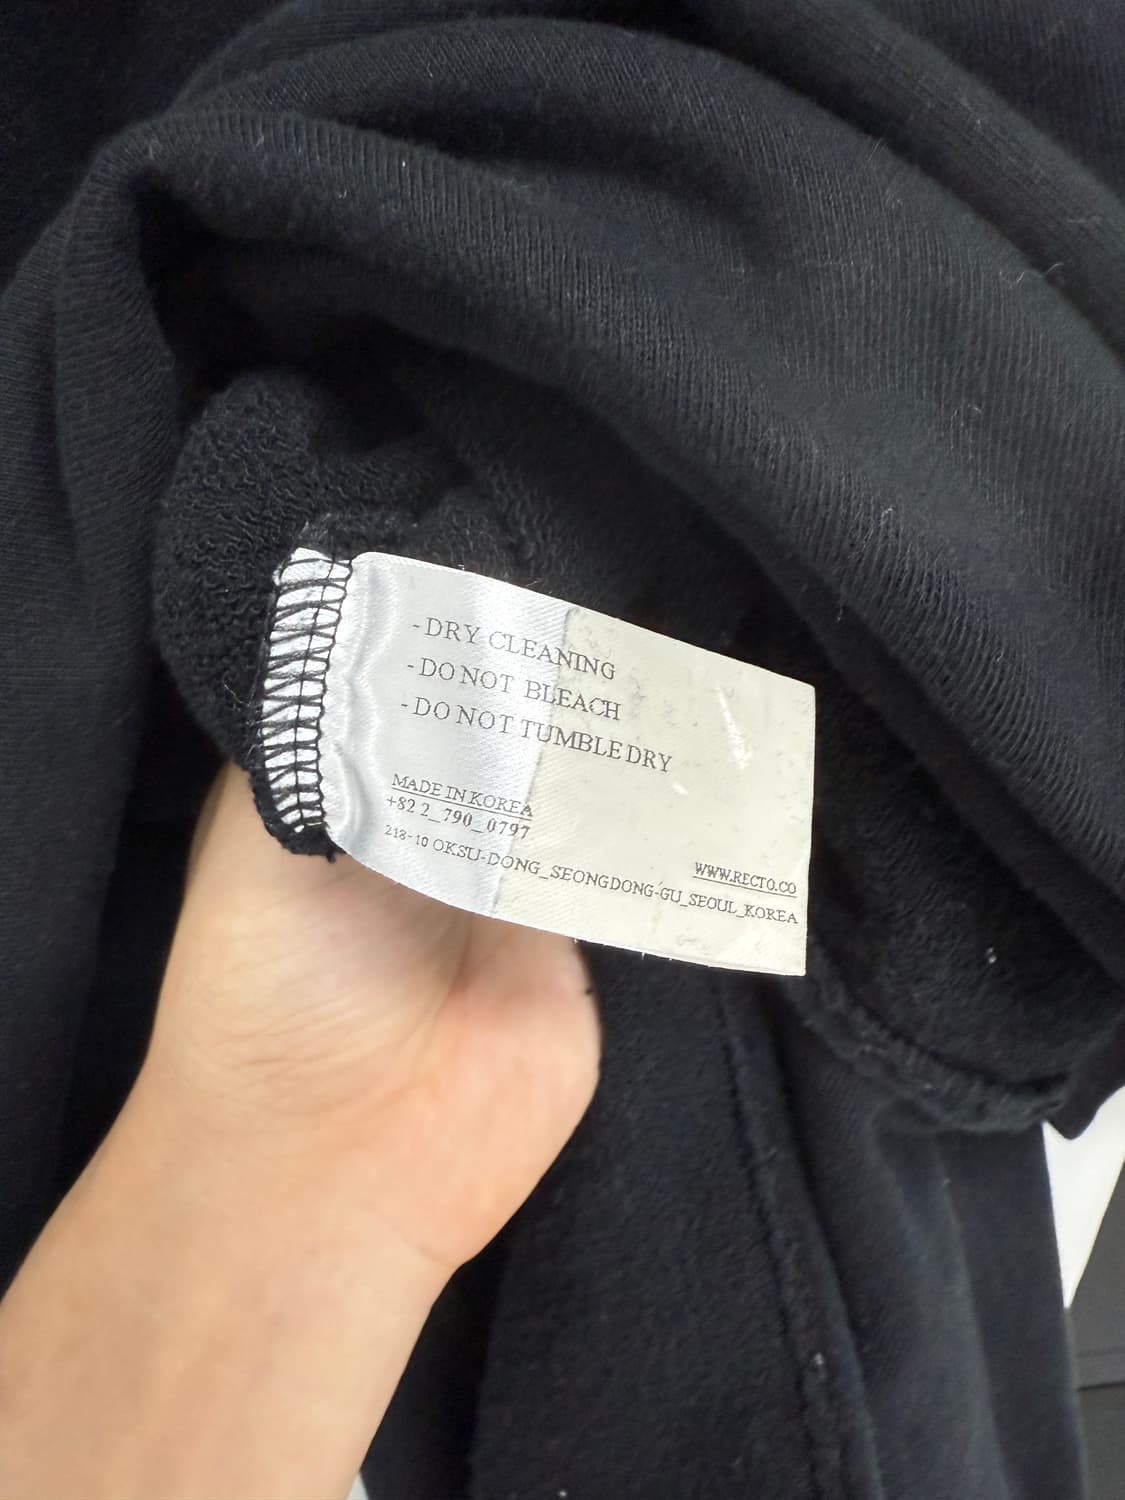 -DRY CLEANING
-DO NOT BLEACH
-DO NOT TUMBLE DRY
MADE IN KOREA
+82 2_790_0797
WWW.RECTO.CO
218-10 OKSU-DONG_SEONGDONG-GU_SEOUL_KOREA